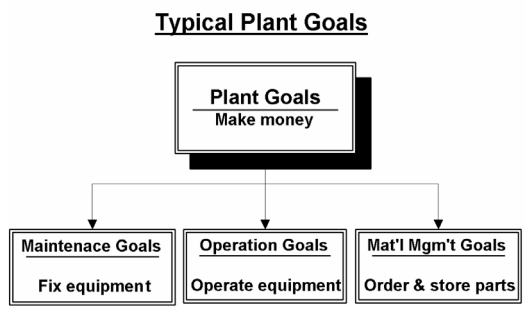 Typical Plant Goals
Plant Goals
Make money
Maintenace Goals
Fix equipment
Operation Goals
Operate equipment
Mat'l Mgm't Goals
Order & store parts